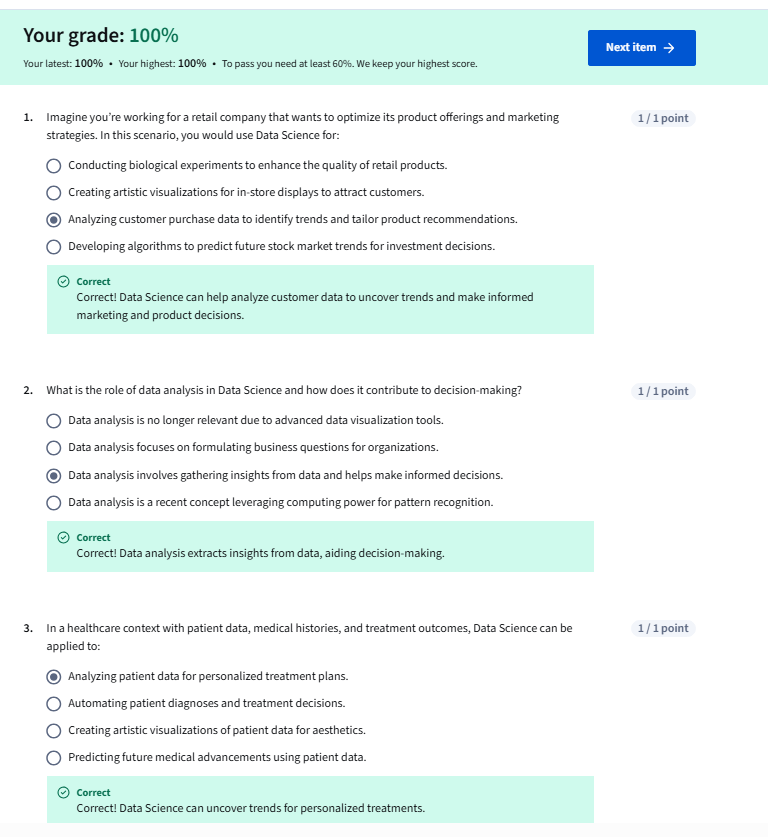 Your grade: 100%
Next item →
Your latest: 100% • Your highest: 100% • To pass you need at least 60%. We keep your highest score.
1. Imagine you're working for a retail company that wants to optimize its product offerings and marketing
strategies. In this scenario, you would use Data Science for:
1 / 1 point
Conducting biological experiments to enhance the quality of retail products.
Creating artistic visualizations for in-store displays to attract customers.
Analyzing customer purchase data to identify trends and tailor product recommendations.
Developing algorithms to predict future stock market trends for investment decisions.
Correct
Correct! Data Science can help analyze customer data to uncover trends and make informed
marketing and product decisions.
2. What is the role of data analysis in Data Science and how does it contribute to decision-making?
1 / 1 point
Data analysis is no longer relevant due to advanced data visualization tools.
Data analysis focuses on formulating business questions for organizations.
Data analysis involves gathering insights from data and helps make informed decisions.
Data analysis is a recent concept leveraging computing power for pattern recognition.
Correct
Correct! Data analysis extracts insights from data, aiding decision-making.
3. In a healthcare context with patient data, medical histories, and treatment outcomes, Data Science can be
applied to:
1 / 1 point
Analyzing patient data for personalized treatment plans.
Automating patient diagnoses and treatment decisions.
Creating artistic visualizations of patient data for aesthetics.
Predicting future medical advancements using patient data.
Correct
Correct! Data Science can uncover trends for personalized treatments.